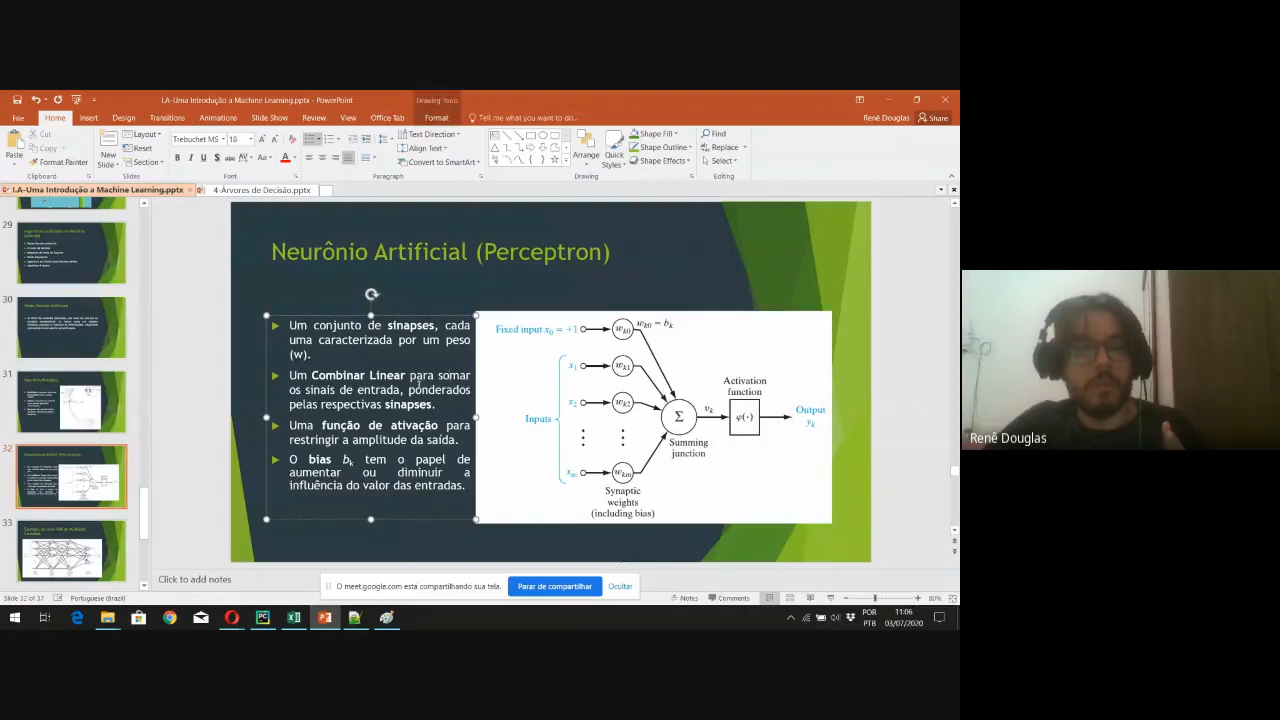 I.A-Uma Introdução a Machine Learning.pptx - PowerPoint
Drawing Tools
File Home Insert Design Transitions Animations Slide Show Review View Office Tab Format Tell me what you want to do...
Renê Douglas Share
Paste
Cut
Copy
Format Painter
Clipboard
New Slide
Layout
Reset
Section
Slides
Trebuchet MS 18
Font
Text Direction
Align Text
Convert to SmartArt
Paragraph
Arrange
Quick Styles
Shape Fill
Shape Outline
Shape Effects
Drawing
Find
Replace
Select
Editing
I.A-Uma Introdução a Machine Learning.pptx
4-Árvores de Decisão.pptx
29
30
31
32
33
Neurônio Artificial (Perceptron)
Um conjunto de sinapses, cada
uma caracterizada por um peso
(w).
Um Combinar Linear para somar
os sinais de entrada, ponderados
pelas respectivas sinapses.
Uma função de ativação para
restringir a amplitude da saída.
O bias bk tem o papel de
aumentar ou diminuir a
influência do valor das entradas.
Fixed input x0 = +1
wk0
wk0 = bk
x1
wk1
x2
wk2
Inputs
xm
wkm
Σ
Summing
junction
vk
Activation
function
φ(·)
Output
yk
Synaptic
weights
(including bias)
Renê Douglas
Click to add notes
O meet.google.com está compartilhando sua tela.
Parar de compartilhar
Ocultar
Slide 32 of 37
Portuguese (Brazil)
Notes
Comments
80%
POR
PTB
11:06
03/07/2020